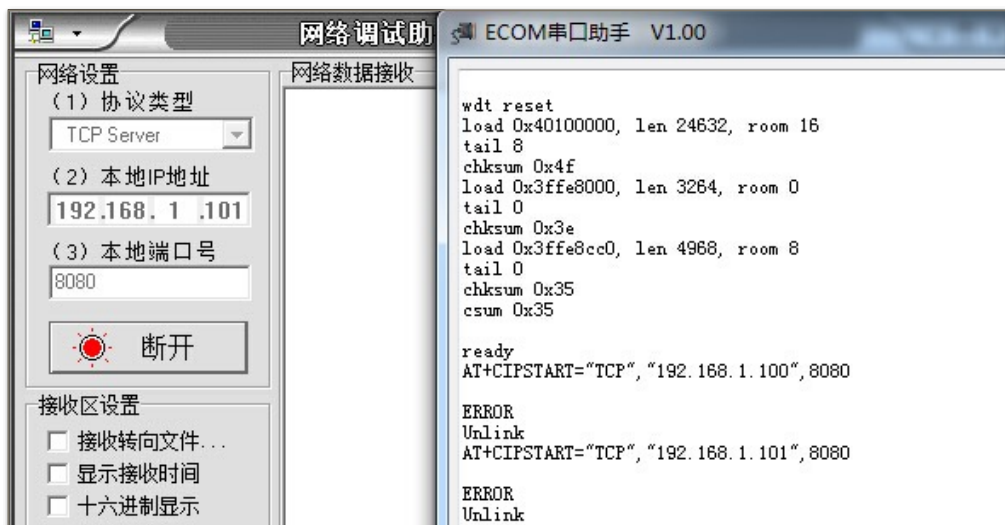 网络调试助
网络设置
(1) 协议类型
TCP Server
(2) 本地IP地址
192.168. 1 .101
(3) 本地端口号
8080
断开
接收区设置
接收转向文件...
显示接收时间
十六进制显示
网络数据接收
ECOM串口助手 V1.00
wdt reset
load 0x40100000, len 24632, room 16
tail 8
chksum 0x4f
load 0x3ffe8000, len 3264, room 0
tail 0
chksum 0x3e
load 0x3ffe8cc0, len 4968, room 8
tail 0
chksum 0x35
csum 0x35
ready
AT+CIPSTART="TCP","192.168.1.100",8080
ERROR
Unlink
AT+CIPSTART="TCP","192.168.1.101",8080
ERROR
Unlink